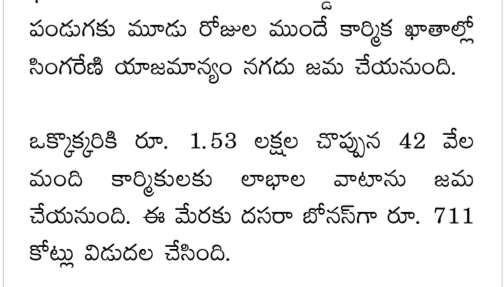 పండుగకు మూడు రోజుల ముందే కార్మిక ఖాతాల్లో
సింగరేణి యాజమాన్యం నగదు జమ చేయనుంది.
ఒక్కొక్కరికి రూ. 1.53 లక్షల చొప్పున 42 వేల
మంది కార్మికులకు లాభాల వాటాను జమ
చేయనుంది. ఈ మేరకు దసరా బోనస్‌గా రూ. 711
కోట్లు విడుదల చేసింది.